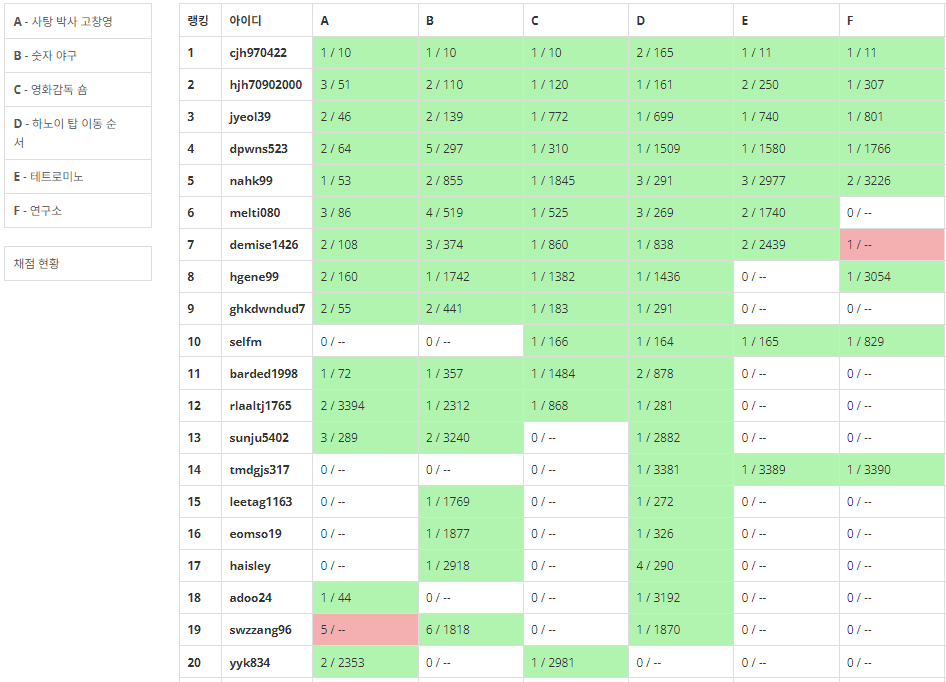 A - 사탕 박사 고창영
B - 숫자 야구
C - 영화감독 숌
D - 하노이 탑 이동 순
서
E - 테트로미노
F - 연구소
채점 현황
랭킹 아이디 A B C D E F
1 cjh970422 1 / 10 1 / 10 1 / 10 2 / 165 1 / 11 1 / 11
2 hjh70902000 3 / 51 2 / 110 1 / 120 1 / 161 2 / 250 1 / 307
3 jyeol39 2 / 46 2 / 139 1 / 772 1 / 699 1 / 740 1 / 801
4 dpwns523 2 / 64 5 / 297 1 / 310 1 / 1509 1 / 1580 1 / 1766
5 nahk99 1 / 53 2 / 855 1 / 1845 3 / 291 3 / 2977 2 / 3226
6 melti080 3 / 86 4 / 519 1 / 525 3 / 269 2 / 1740 0 / --
7 demise1426 2 / 108 3 / 374 1 / 860 1 / 838 2 / 2439 1 / --
8 hgene99 2 / 160 1 / 1742 1 / 1382 1 / 1436 0 / -- 1 / 3054
9 ghkdwndud7 2 / 55 2 / 441 1 / 183 1 / 291 0 / -- 0 / --
10 selfm 0 / -- 0 / -- 1 / 166 1 / 164 1 / 165 1 / 829
11 barded1998 1 / 72 1 / 357 1 / 1484 2 / 878 0 / -- 0 / --
12 rlaaltj1765 2 / 3394 1 / 2312 1 / 868 1 / 281 0 / -- 0 / --
13 sunju5402 3 / 289 2 / 3240 0 / -- 1 / 2882 0 / -- 0 / --
14 tmdgjs317 0 / -- 0 / -- 0 / -- 1 / 3381 1 / 3389 1 / 3390
15 leetag1163 0 / -- 1 / 1769 0 / -- 1 / 272 0 / -- 0 / --
16 eomso19 0 / -- 1 / 1877 0 / -- 1 / 326 0 / -- 0 / --
17 haisley 0 / -- 1 / 2918 0 / -- 4 / 290 0 / -- 0 / --
18 adoo24 1 / 44 0 / -- 0 / -- 1 / 3192 0 / -- 0 / --
19 swzzang96 5 / -- 6 / 1818 0 / -- 1 / 1870 0 / -- 0 / --
20 yyk834 2 / 2353 0 / -- 1 / 2981 0 / -- 0 / -- 0 / --